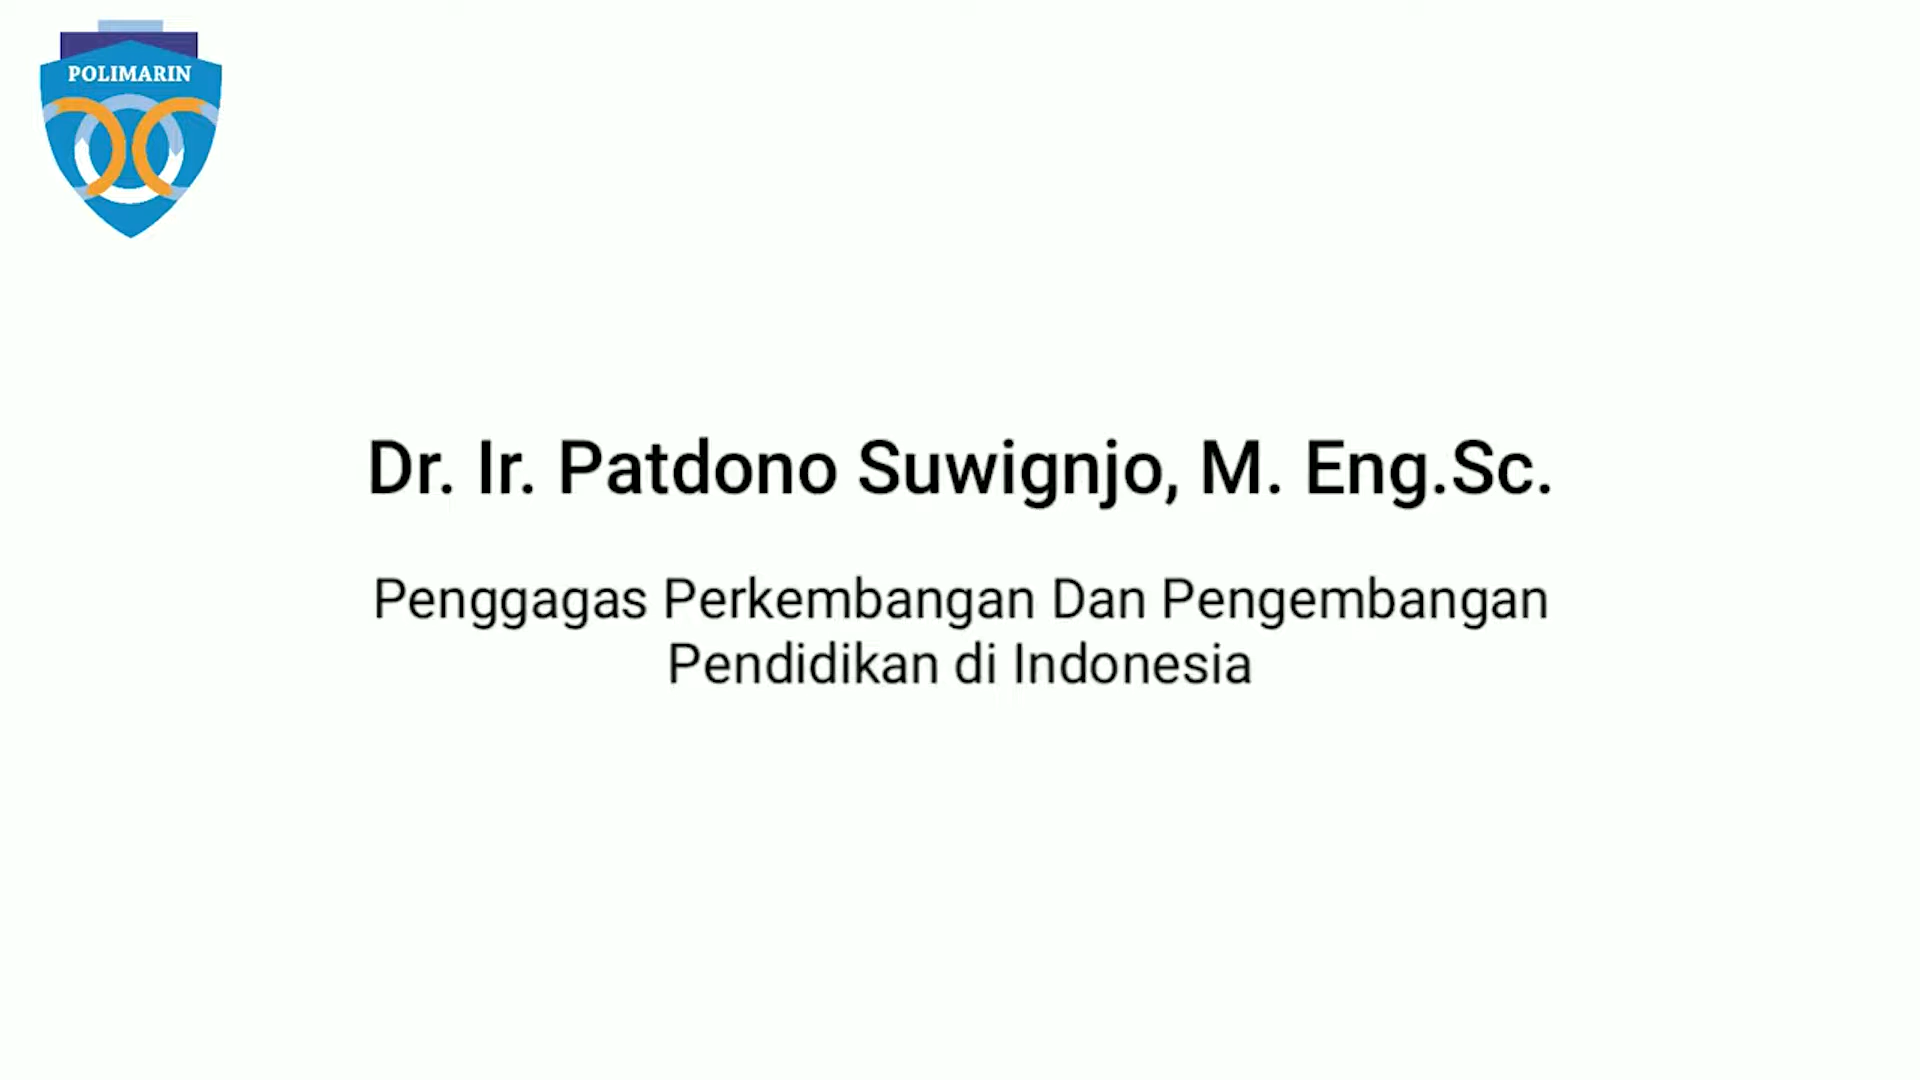 POLIMARIN
Dr. Ir. Patdono Suwignjo, M. Eng.Sc.
Penggagas Perkembangan Dan Pengembangan
Pendidikan di Indonesia